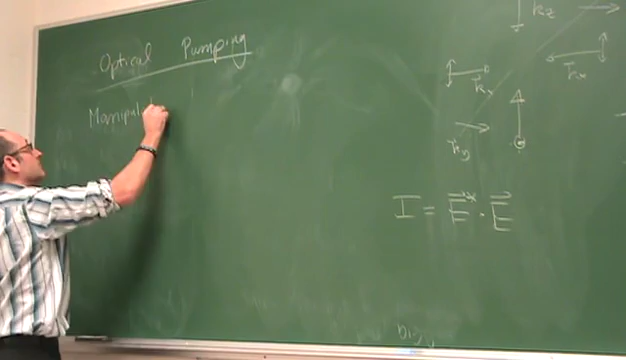 Optical Pumping
Manipul
k_z
k_x
k_x
k_y
I = E⃗* · E⃗